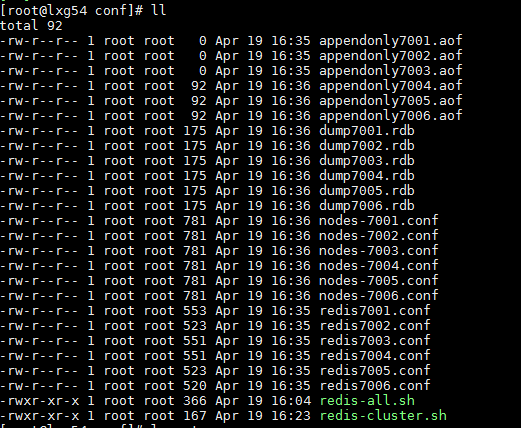 [root@lxg54 conf]# ll
total 92
-rw-r--r-- 1 root root   0 Apr 19 16:35 appendonly7001.aof
-rw-r--r-- 1 root root   0 Apr 19 16:35 appendonly7002.aof
-rw-r--r-- 1 root root   0 Apr 19 16:35 appendonly7003.aof
-rw-r--r-- 1 root root  92 Apr 19 16:36 appendonly7004.aof
-rw-r--r-- 1 root root  92 Apr 19 16:36 appendonly7005.aof
-rw-r--r-- 1 root root  92 Apr 19 16:36 appendonly7006.aof
-rw-r--r-- 1 root root 175 Apr 19 16:36 dump7001.rdb
-rw-r--r-- 1 root root 175 Apr 19 16:36 dump7002.rdb
-rw-r--r-- 1 root root 175 Apr 19 16:36 dump7003.rdb
-rw-r--r-- 1 root root 175 Apr 19 16:36 dump7004.rdb
-rw-r--r-- 1 root root 175 Apr 19 16:36 dump7005.rdb
-rw-r--r-- 1 root root 175 Apr 19 16:36 dump7006.rdb
-rw-r--r-- 1 root root 781 Apr 19 16:36 nodes-7001.conf
-rw-r--r-- 1 root root 781 Apr 19 16:36 nodes-7002.conf
-rw-r--r-- 1 root root 781 Apr 19 16:36 nodes-7003.conf
-rw-r--r-- 1 root root 781 Apr 19 16:36 nodes-7004.conf
-rw-r--r-- 1 root root 781 Apr 19 16:36 nodes-7005.conf
-rw-r--r-- 1 root root 781 Apr 19 16:36 nodes-7006.conf
-rw-r--r-- 1 root root 553 Apr 19 16:35 redis7001.conf
-rw-r--r-- 1 root root 523 Apr 19 16:35 redis7002.conf
-rw-r--r-- 1 root root 551 Apr 19 16:35 redis7003.conf
-rw-r--r-- 1 root root 551 Apr 19 16:35 redis7004.conf
-rw-r--r-- 1 root root 523 Apr 19 16:35 redis7005.conf
-rw-r--r-- 1 root root 520 Apr 19 16:35 redis7006.conf
-rwxr-xr-x 1 root root 366 Apr 19 16:04 redis-all.sh
-rwxr-xr-x 1 root root 167 Apr 19 16:23 redis-cluster.sh